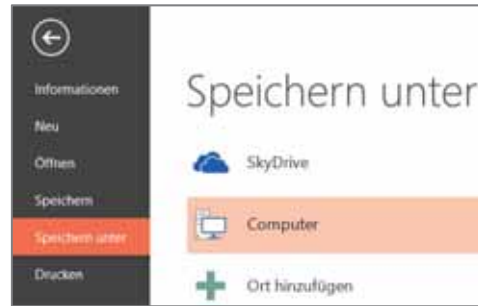 Informationen
Neu
Öffnen
Speichern
Speichern unter
Drucken
Speichern unter
SkyDrive
Computer
Ort hinzufügen